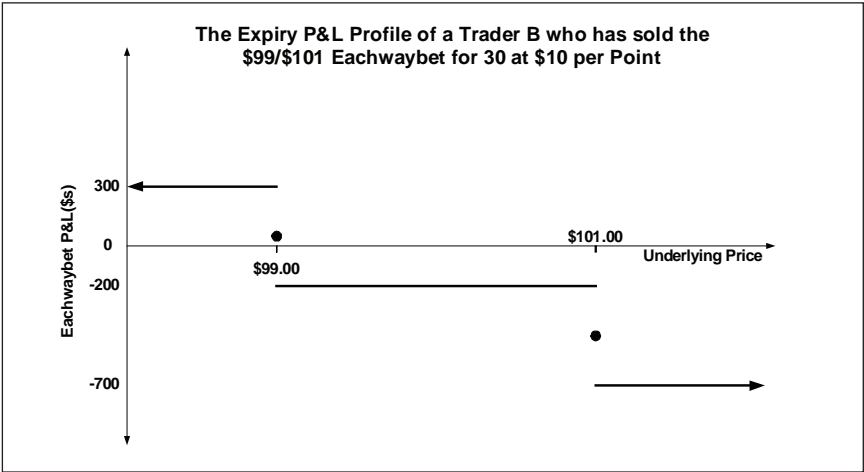 The Expiry P&L Profile of a Trader B who has sold the
$99/$101 Eachwaybet for 30 at $10 per Point
Eachwaybet P&L($s)
300
0
$101.00
Underlying Price
$99.00
-200
-700